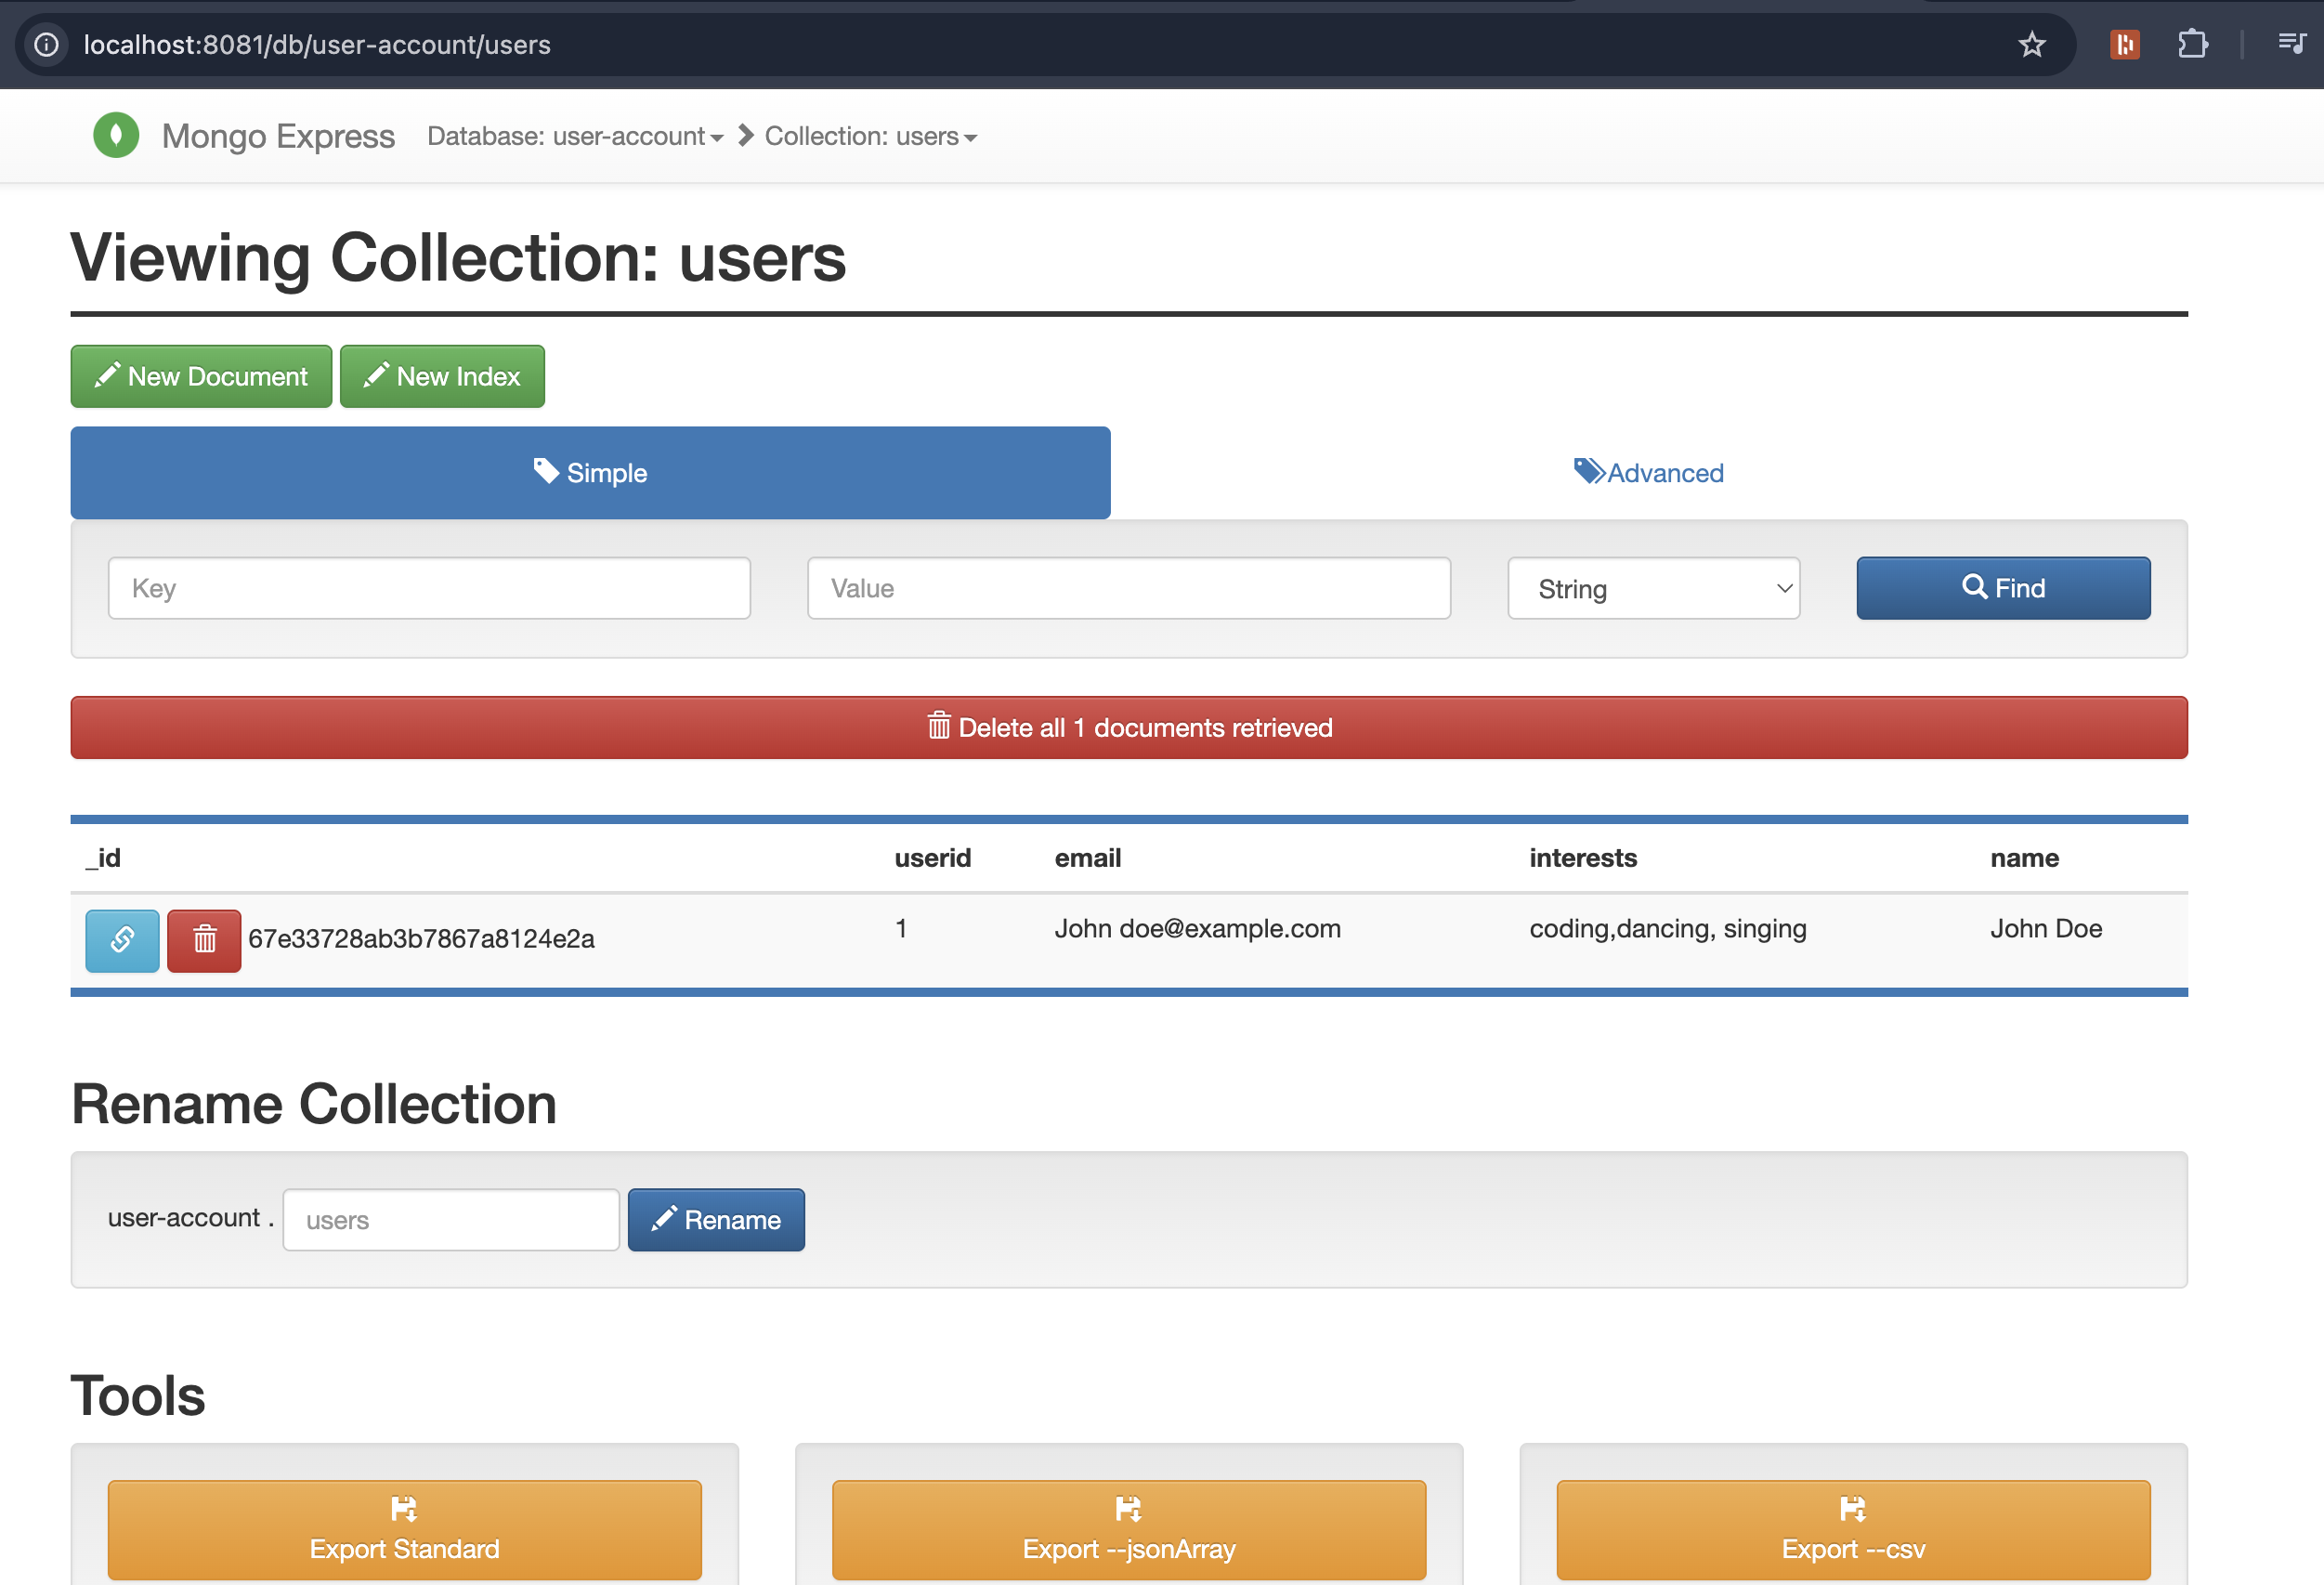 localhost:8081/db/user-account/users
Mongo Express Database: user-account Collection: users
Viewing Collection: users
New Document New Index
Simple Advanced
Key Value String Find
Delete all 1 documents retrieved
_id userid email interests name
67e33728ab3b7867a8124e2a 1 John doe@example.com coding,dancing, singing John Doe
Rename Collection
user-account . users Rename
Tools
Export Standard Export --jsonArray Export --csv